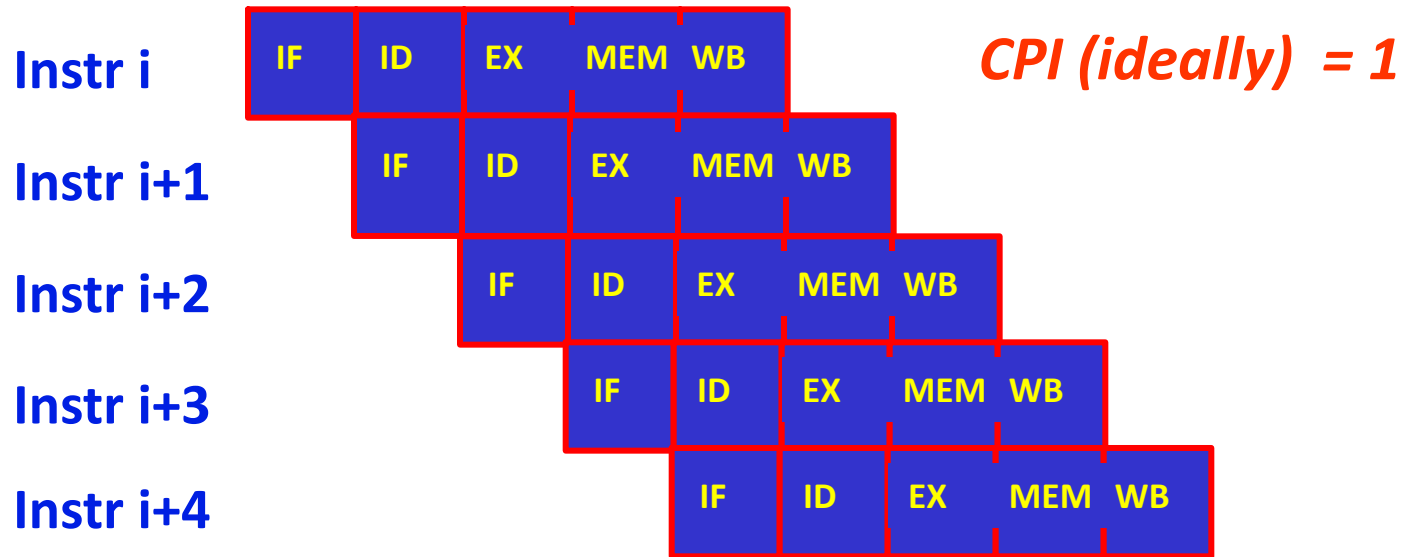 Instr i IF ID EX MEM WB CPI (ideally) = 1
Instr i+1 IF ID EX MEM WB
Instr i+2 IF ID EX MEM WB
Instr i+3 IF ID EX MEM WB
Instr i+4 IF ID EX MEM WB